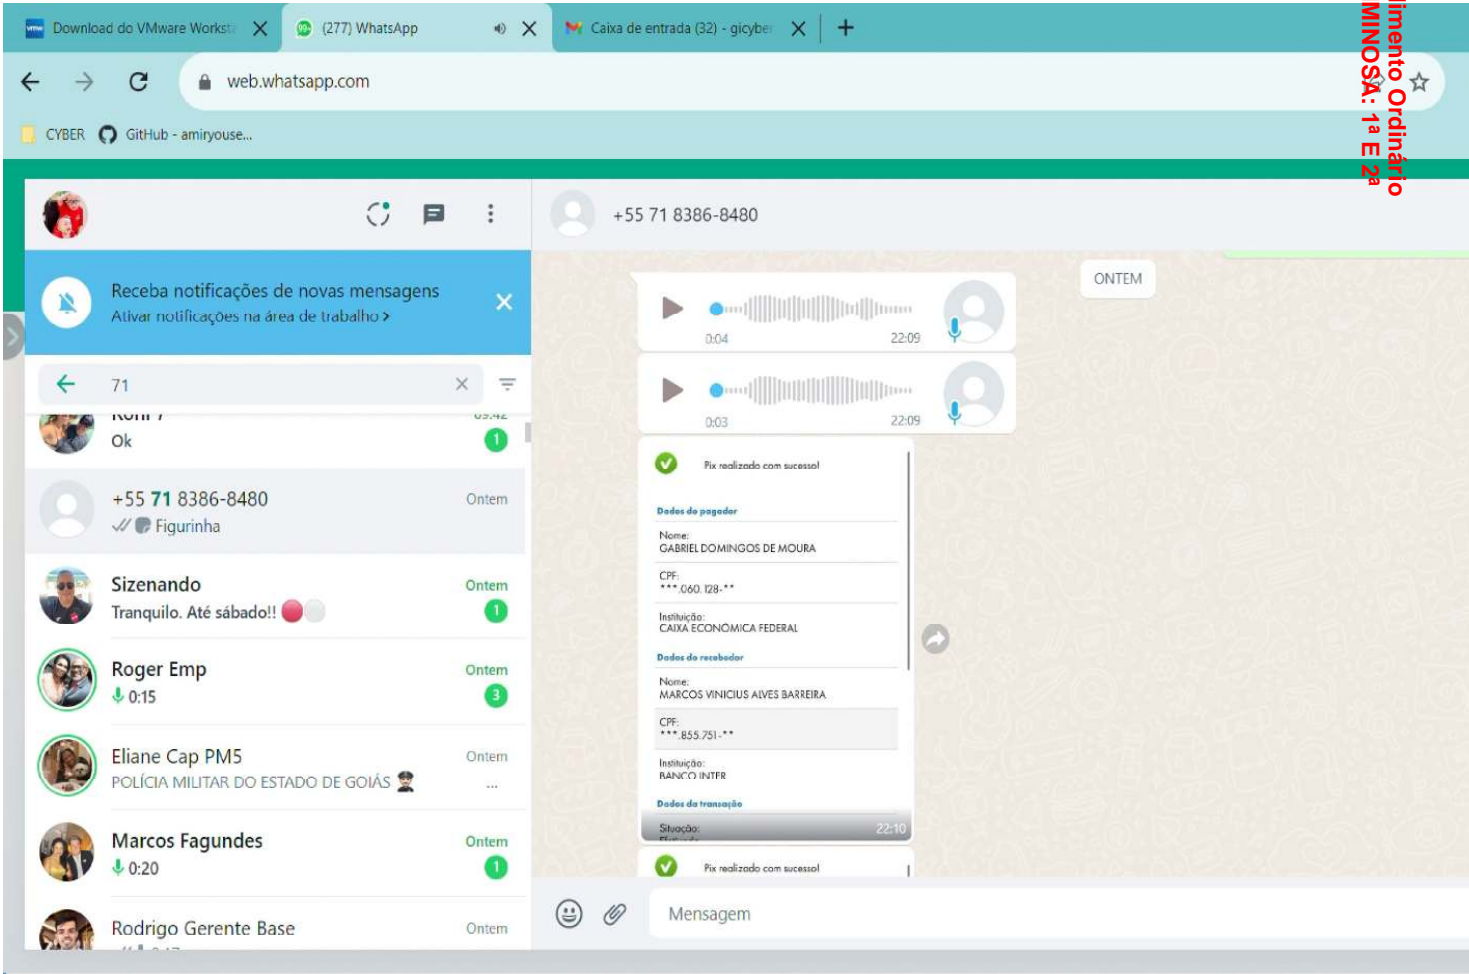 Download do VMware Worksta
(277) WhatsApp
Caixa de entrada (32) - gicyber
web.whatsapp.com
CYBER
GitHub - amiryouse...
Ordinário
MINOSA: 1ª E 2ª
+55 71 8386-8480
Receba notificações de novas mensagens
Ativar notificações na área de trabalho >
71
Ok
1
+55 71 8386-8480
Ontem
Figurinha
Sizenando
Ontem
Tranquilo. Até sábado!!
1
Roger Emp
Ontem
0:15
3
Eliane Cap PM5
Ontem
POLÍCIA MILITAR DO ESTADO DE GOIÁS
...
Marcos Fagundes
Ontem
0:20
1
Rodrigo Gerente Base
Ontem
ONTEM
0:04
22:09
0:03
22:09
Pix realizado com sucesso!
Dados do pagador
Nome:
GABRIEL DOMINGOS DE MOURA
CPF:
***.060.128-**
Instituição:
CAIXA ECONÔMICA FEDERAL
Dados do recebedor
Nome:
MARCOS VINICIUS ALVES BARREIRA
CPF:
***.855.751-**
Instituição:
BANCO INTER
Dados da transação
Situação:
22:10
Pix realizado com sucesso!
Mensagem